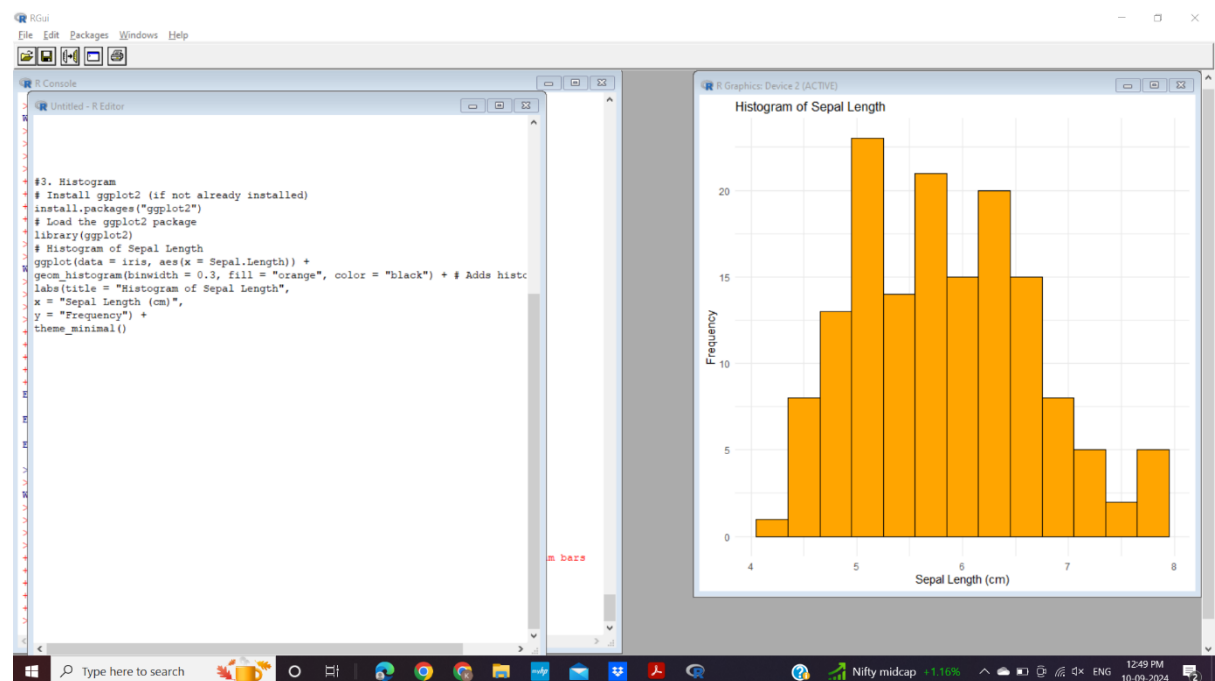 RGui
File Edit Packages Windows Help
R Console
Untitled - R Editor
#3. Histogram
# Install ggplot2 (if not already installed)
install.packages("ggplot2")
# Load the ggplot2 package
library(ggplot2)
# Histogram of Sepal Length
ggplot(data = iris, aes(x = Sepal.Length)) +
geom_histogram(binwidth = 0.3, fill = "orange", color = "black") + # Adds histo
labs(title = "Histogram of Sepal Length",
x = "Sepal Length (cm)",
y = "Frequency") +
theme_minimal()
m bars
R Graphics: Device 2 (ACTIVE)
Histogram of Sepal Length
Frequency
20
15
10
5
0
4 5 6 7 8
Sepal Length (cm)
Type here to search
Nifty midcap +1.16%
ENG
12:49 PM
10-09-2024